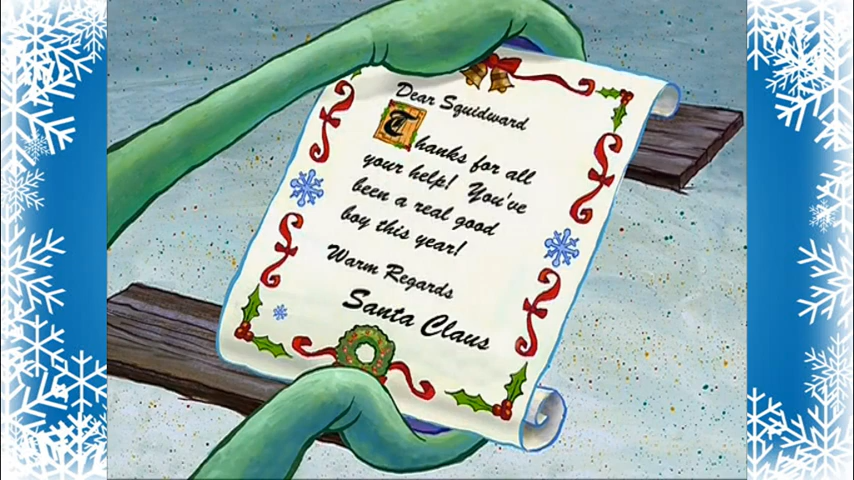 Dear Squidward
Thanks for all
your help! You've
been a real good
boy this year!
Warm Regards
Santa Claus